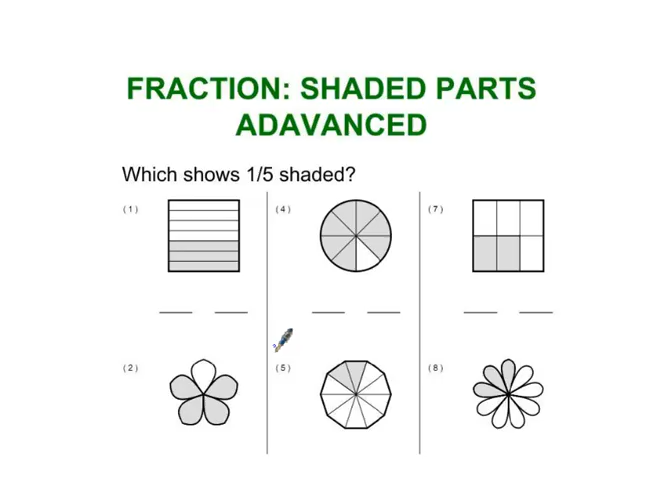 FRACTION: SHADED PARTS
ADAVANCED
Which shows 1/5 shaded?
( 1 )
( 4 )
( 7 )
( 2 )
( 5 )
( 8 )